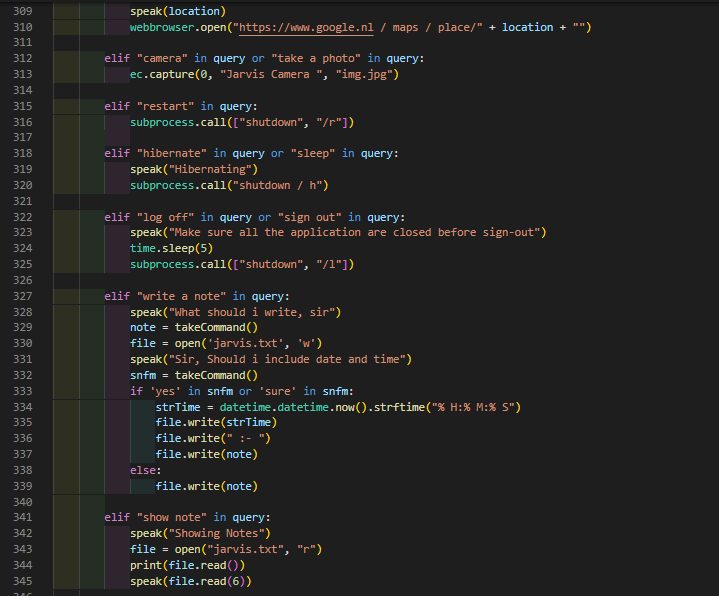 309 speak(location)
310 webbrowser.open("https://www.google.nl / maps / place/" + location + "")
311
312 elif "camera" in query or "take a photo" in query:
313 ec.capture(0, "Jarvis Camera ", "img.jpg")
314
315 elif "restart" in query:
316 subprocess.call(["shutdown", "/r"])
317
318 elif "hibernate" in query or "sleep" in query:
319 speak("Hibernating")
320 subprocess.call("shutdown / h")
321
322 elif "log off" in query or "sign out" in query:
323 speak("Make sure all the application are closed before sign-out")
324 time.sleep(5)
325 subprocess.call(["shutdown", "/l"])
326
327 elif "write a note" in query:
328 speak("What should i write, sir")
329 note = takeCommand()
330 file = open('jarvis.txt', 'w')
331 speak("Sir, Should i include date and time")
332 snfm = takeCommand()
333 if 'yes' in snfm or 'sure' in snfm:
334 strTime = datetime.datetime.now().strftime("% H:% M:% S")
335 file.write(strTime)
336 file.write(" :- ")
337 file.write(note)
338 else:
339 file.write(note)
340
341 elif "show note" in query:
342 speak("Showing Notes")
343 file = open("jarvis.txt", "r")
344 print(file.read())
345 speak(file.read(6))